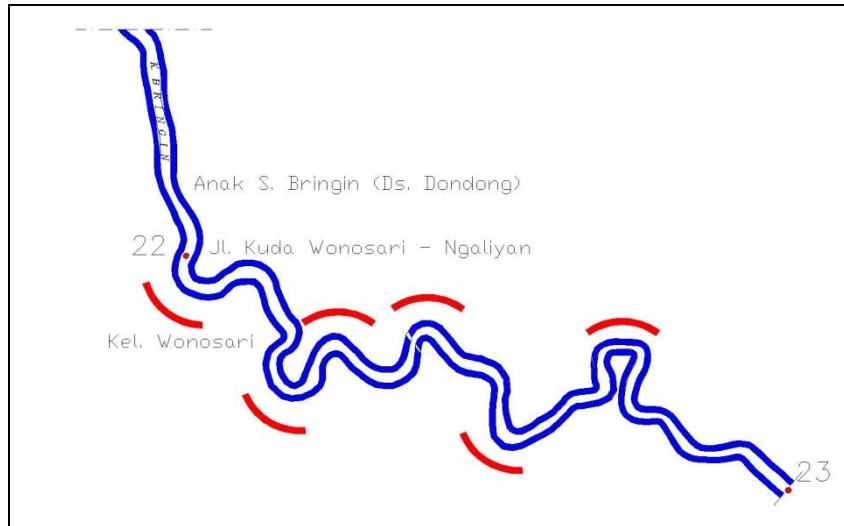 K BRINGIN
Anak S. Bringin (Ds. Dondong)
22
Jl. Kuda Wonosari - Ngaliyan
Kel. Wonosari
23